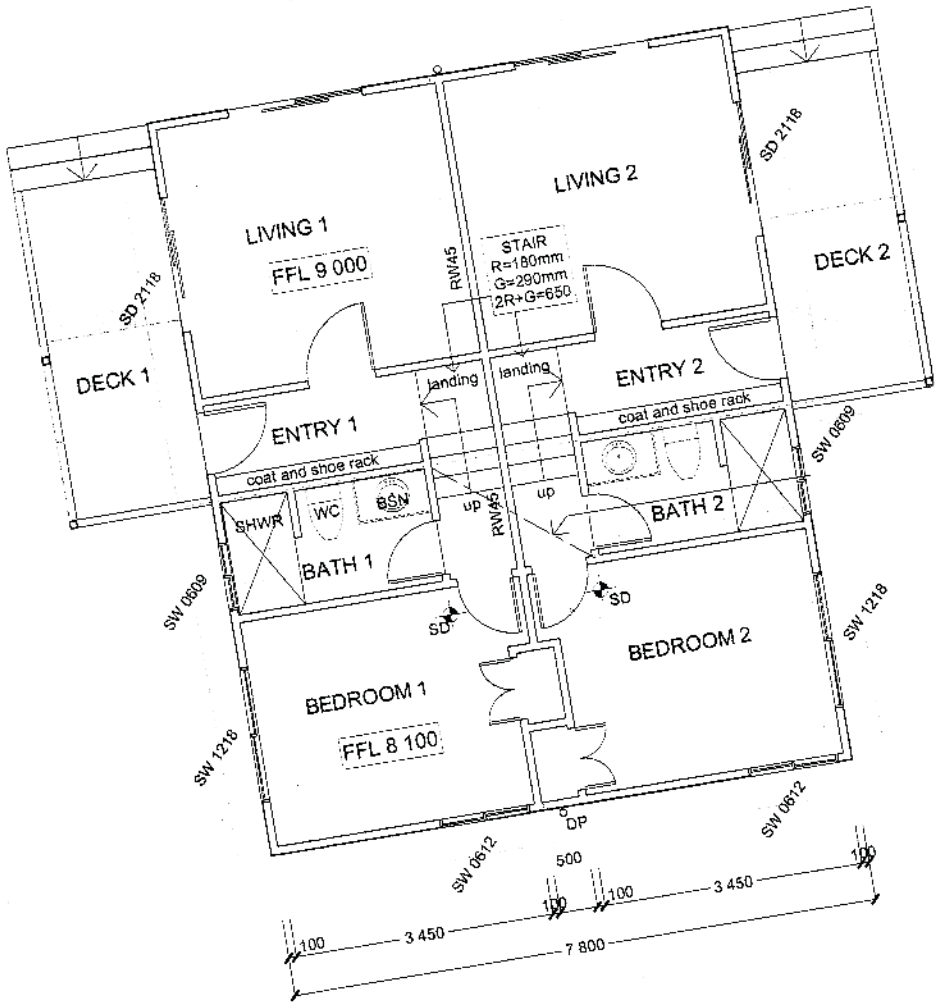 SD 2118
LIVING 2
LIVING 1
FFL 9 000
RW45
STAIR
R=180mm
G=290mm
2R+G=650
DECK 2
SD 2118
DECK 1
landing
landing
ENTRY 2
coat and shoe rack
ENTRY 1
coat and shoe rack
SW 0609
SHWR
WC
BSN
up
RW45
up
BATH 2
BATH 1
SW 0609
SD
SD
SW 1218
BEDROOM 2
BEDROOM 1
FFL 8 100
SW 1218
DP
SW 0612
SW 0612
500
100
3 450
100
100
3 450
100
7 800